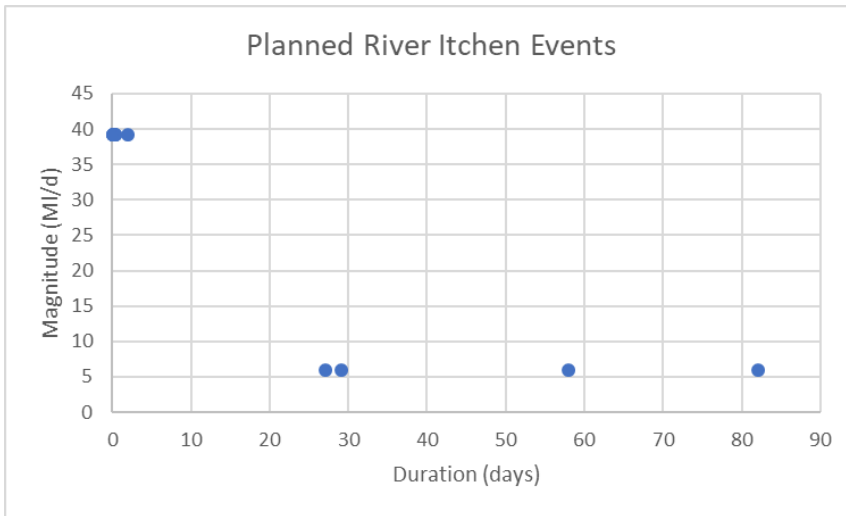 Planned River Itchen Events
45
40
35
30
25
20
15
10
5
0
Magnitude (Ml/d)
0 10 20 30 40 50 60 70 80 90
Duration (days)